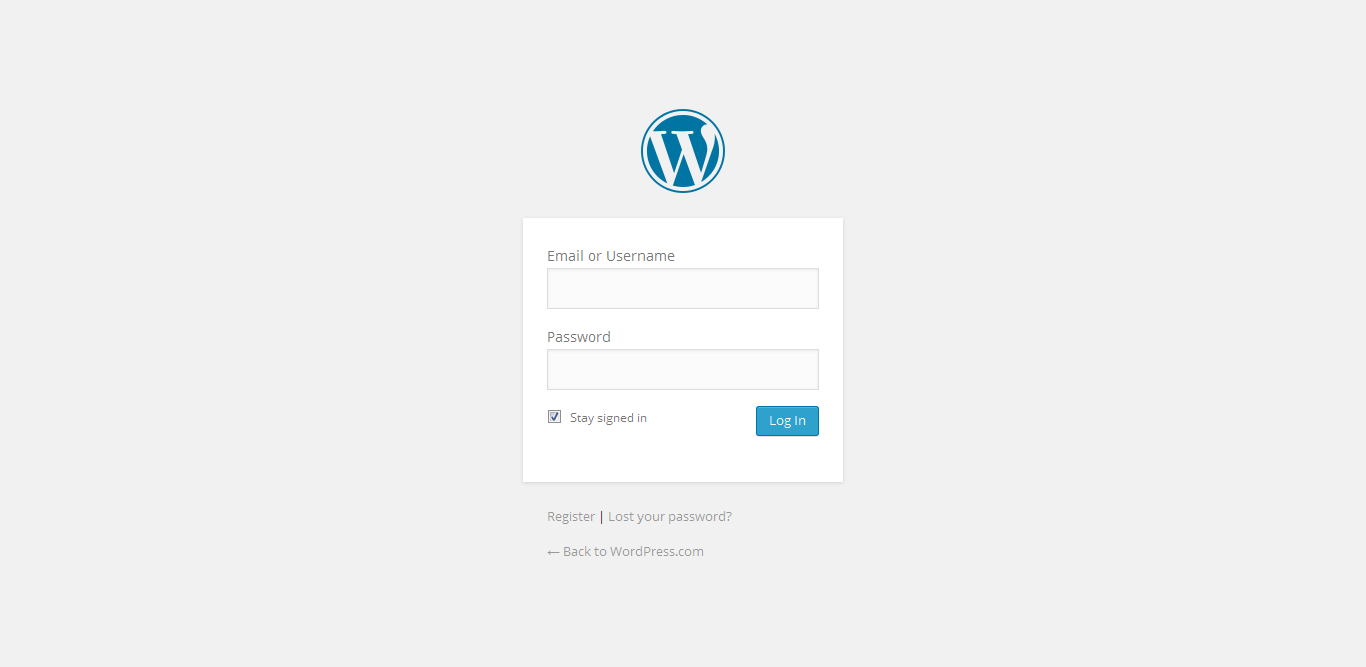 Email or Username
Password
Stay signed in
Log In
Register | Lost your password?
← Back to WordPress.com